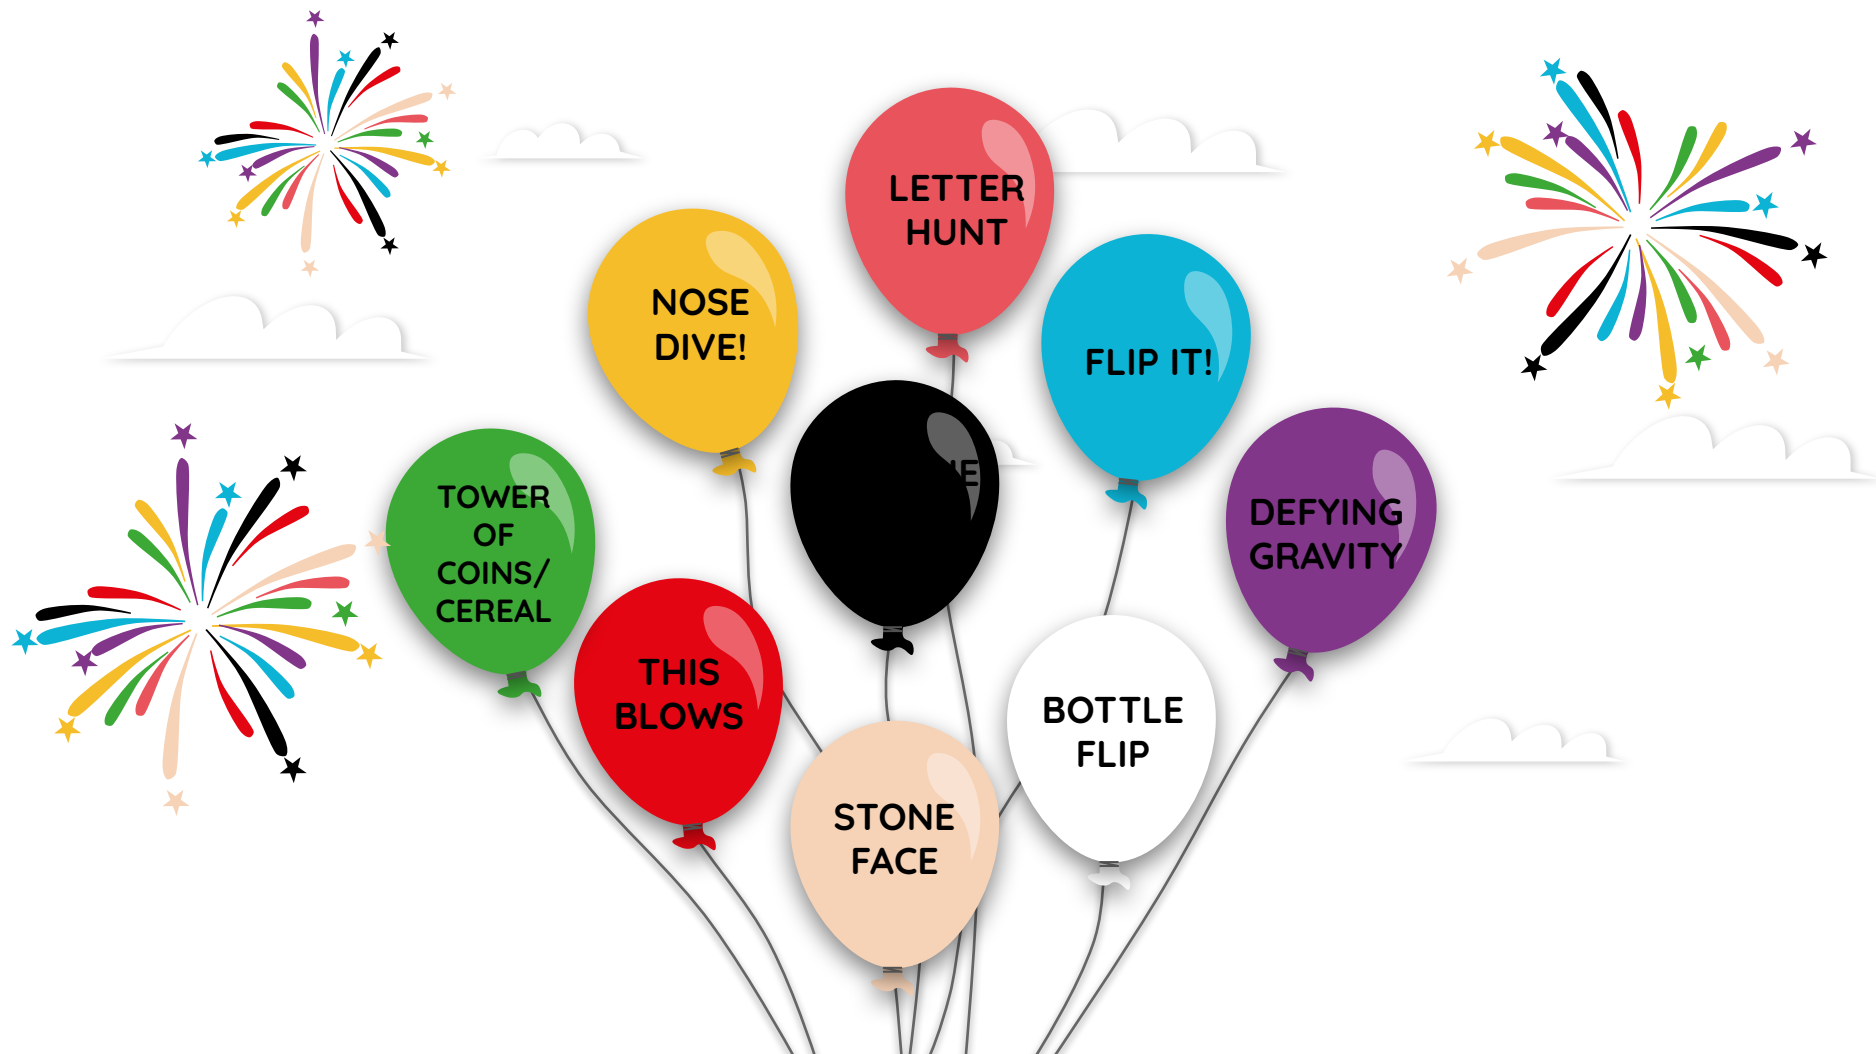 LETTER
HUNT
NOSE
DIVE!
FLIP IT!
TOWER
OF
COINS/
CEREAL
DEFYING
GRAVITY
THIS
BLOWS
BOTTLE
FLIP
STONE
FACE